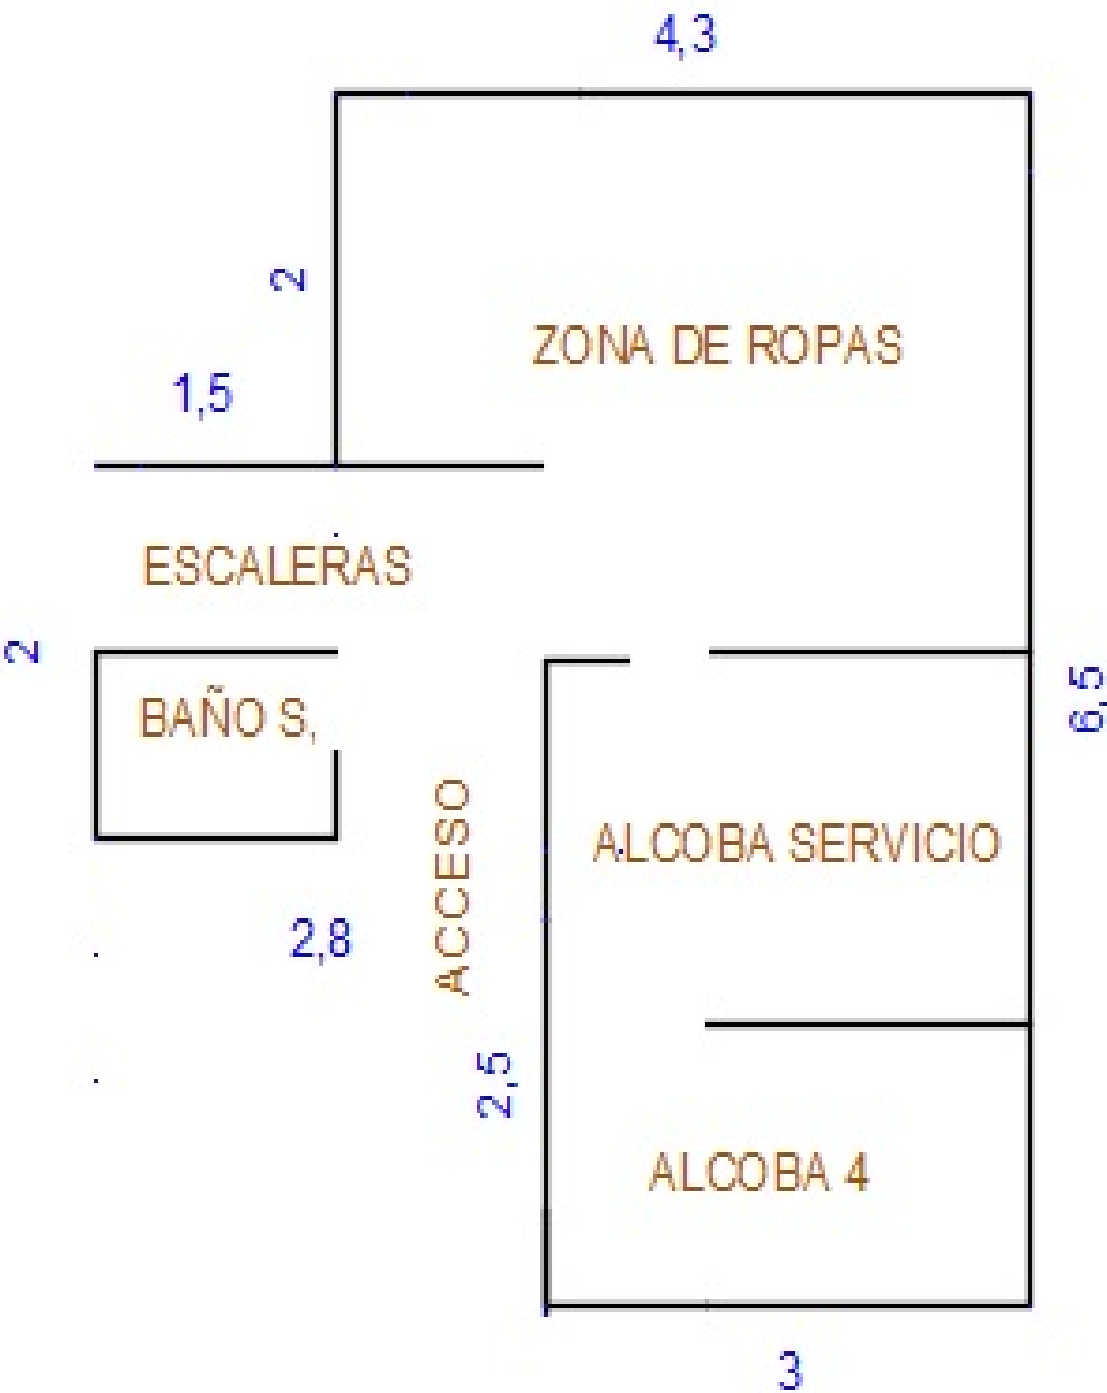 4,3
2
ZONA DE ROPAS
1,5
ESCALERAS
2
6,5
BAÑO S,
ACCESO
ALCOBA SERVICIO
2,8
2,5
ALCOBA 4
3